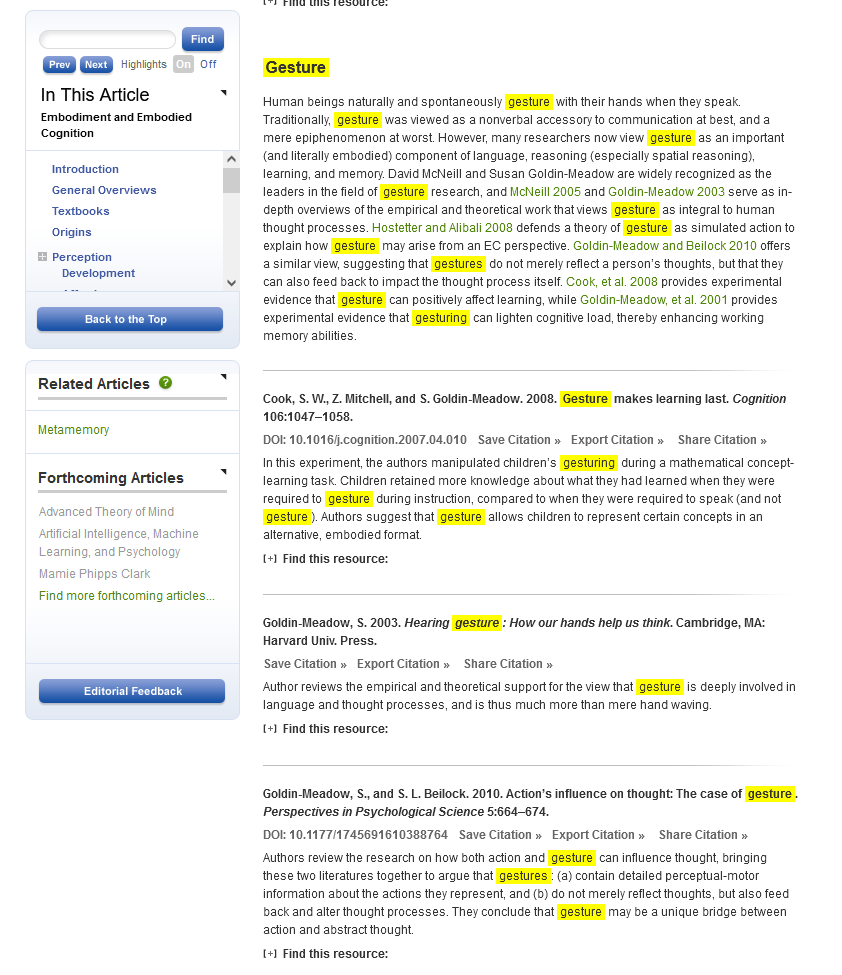 Find
Prev Next Highlights On Off
In This Article
Embodiment and Embodied
Cognition
Introduction
General Overviews
Textbooks
Origins
Perception
Development
Back to the Top
Related Articles ?
Metamemory
Forthcoming Articles
Advanced Theory of Mind
Artificial Intelligence, Machine
Learning, and Psychology
Mamie Phipps Clark
Find more forthcoming articles...
Editorial Feedback
[+] Find this resource:
Gesture
Human beings naturally and spontaneously gesture with their hands when they speak.
Traditionally, gesture was viewed as a nonverbal accessory to communication at best, and a
mere epiphenomenon at worst. However, many researchers now view gesture as an important
(and literally embodied) component of language, reasoning (especially spatial reasoning),
learning, and memory. David McNeill and Susan Goldin-Meadow are widely recognized as the
leaders in the field of gesture research, and McNeill 2005 and Goldin-Meadow 2003 serve as in-
depth overviews of the empirical and theoretical work that views gesture as integral to human
thought processes. Hostetter and Alibali 2008 defends a theory of gesture as simulated action to
explain how gesture may arise from an EC perspective. Goldin-Meadow and Beilock 2010 offers
a similar view, suggesting that gestures do not merely reflect a person's thoughts, but that they
can also feed back to impact the thought process itself. Cook, et al. 2008 provides experimental
evidence that gesture can positively affect learning, while Goldin-Meadow, et al. 2001 provides
experimental evidence that gesturing can lighten cognitive load, thereby enhancing working
memory abilities.
Cook, S. W., Z. Mitchell, and S. Goldin-Meadow. 2008. Gesture makes learning last. Cognition
106:1047–1058.
DOI: 10.1016/j.cognition.2007.04.010 Save Citation » Export Citation » Share Citation »
In this experiment, the authors manipulated children's gesturing during a mathematical concept-
learning task. Children retained more knowledge about what they had learned when they were
required to gesture during instruction, compared to when they were required to speak (and not
gesture). Authors suggest that gesture allows children to represent certain concepts in an
alternative, embodied format.
[+] Find this resource:
Goldin-Meadow, S. 2003. Hearing gesture: How our hands help us think. Cambridge, MA:
Harvard Univ. Press.
Save Citation » Export Citation » Share Citation »
Author reviews the empirical and theoretical support for the view that gesture is deeply involved in
language and thought processes, and is thus much more than mere hand waving.
[+] Find this resource:
Goldin-Meadow, S., and S. L. Beilock. 2010. Action's influence on thought: The case of gesture.
Perspectives in Psychological Science 5:664–674.
DOI: 10.1177/1745691610388764 Save Citation » Export Citation » Share Citation »
Authors review the research on how both action and gesture can influence thought, bringing
these two literatures together to argue that gestures: (a) contain detailed perceptual-motor
information about the actions they represent, and (b) do not merely reflect thoughts, but also feed
back and alter thought processes. They conclude that gesture may be a unique bridge between
action and abstract thought.
[+] Find this resource: